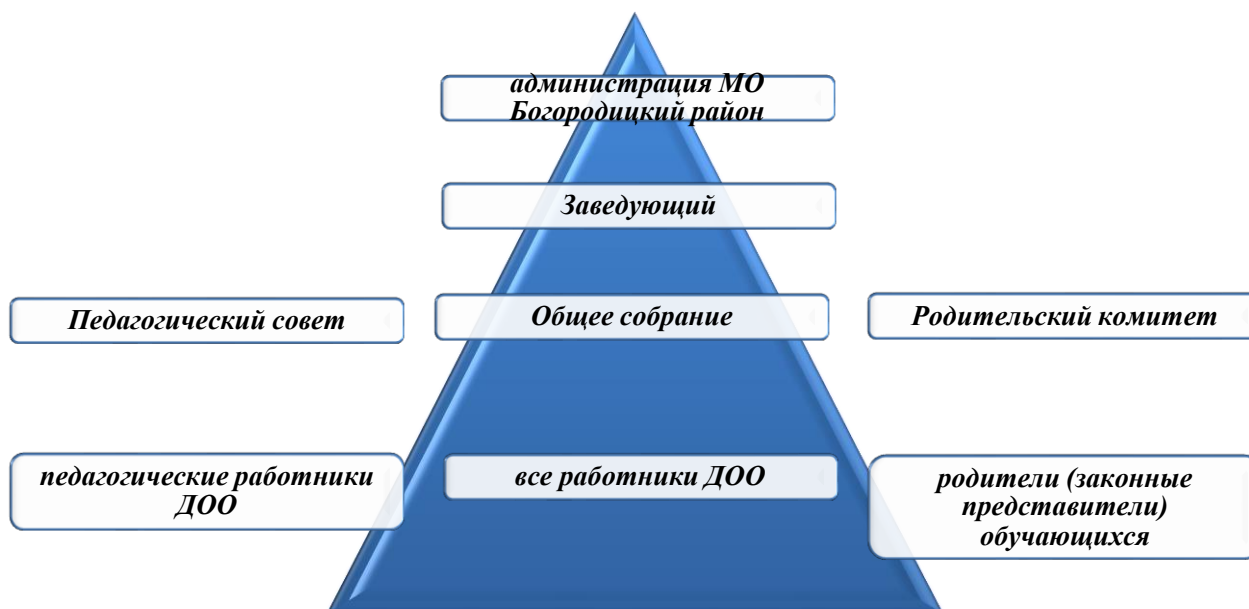 администрация МО
Богородицкий район
Заведующий
Педагогический совет
Общее собрание
Родительский комитет
педагогические работники
ДОО
все работники ДОО
родители (законные
представители)
обучающихся